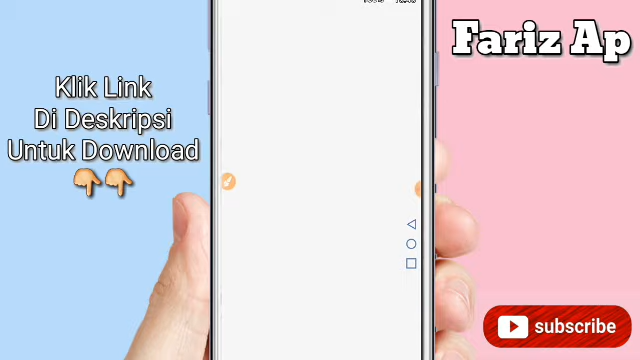 Fariz Ap
Klik Link
Di Deskripsi
Untuk Download
subscribe